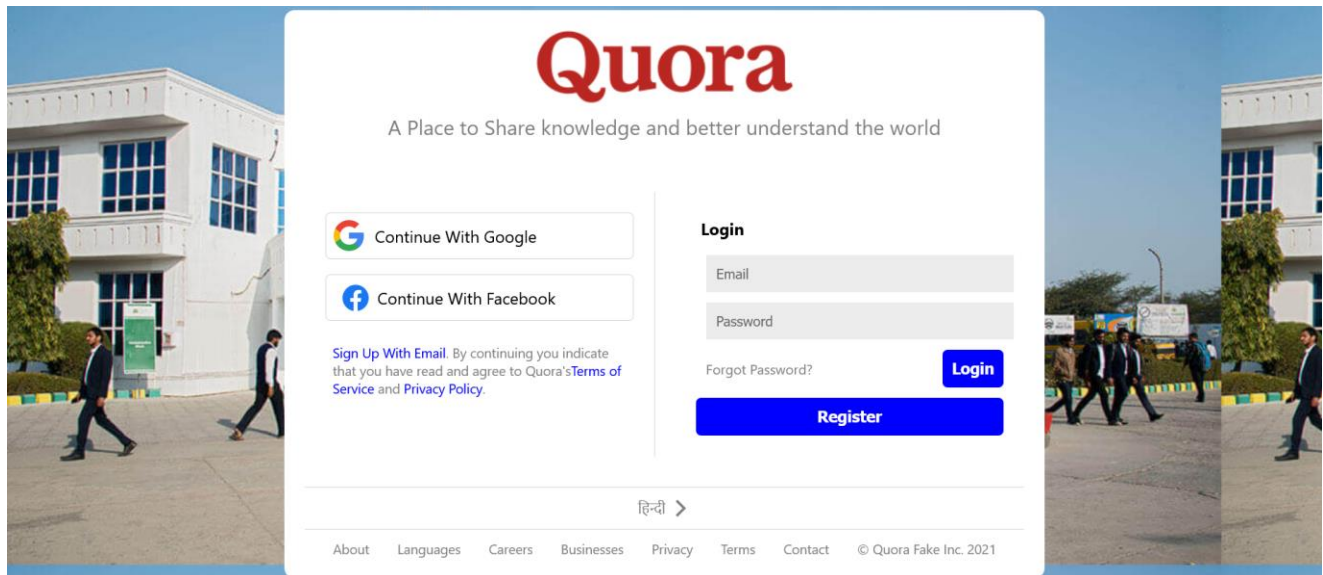 Quora
A Place to Share knowledge and better understand the world
Continue With Google
Continue With Facebook
Sign Up With Email. By continuing you indicate
that you have read and agree to Quora'sTerms of
Service and Privacy Policy.
Login
Email
Password
Forgot Password?
Login
Register
हिन्दी
About Languages Careers Businesses Privacy Terms Contact © Quora Fake Inc. 2021